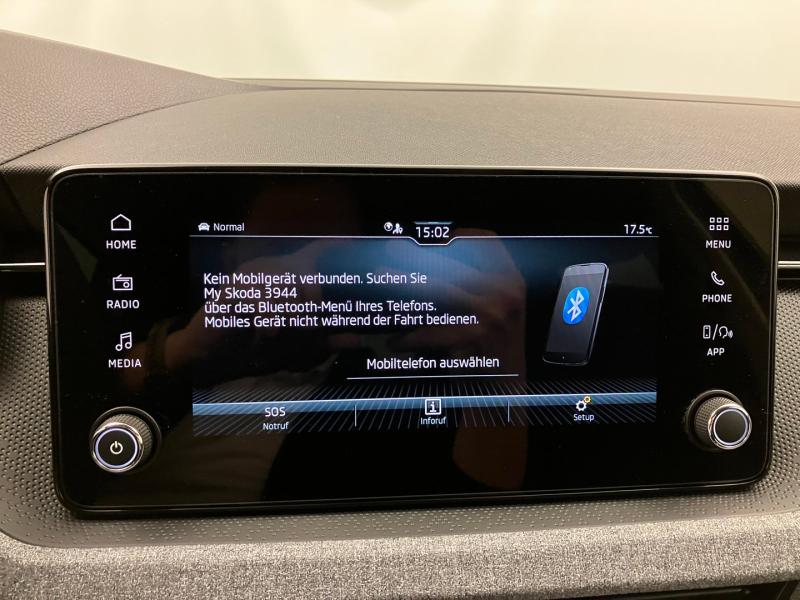 Normal
15:02
17.5°C
HOME
RADIO
MEDIA
Kein Mobilgerät verbunden. Suchen Sie
My Skoda 3944
über das Bluetooth-Menü Ihres Telefons.
Mobiles Gerät nicht während der Fahrt bedienen.
Mobiltelefon auswählen
SOS
Notruf
i
Inforuf
Setup
MENU
PHONE
APP